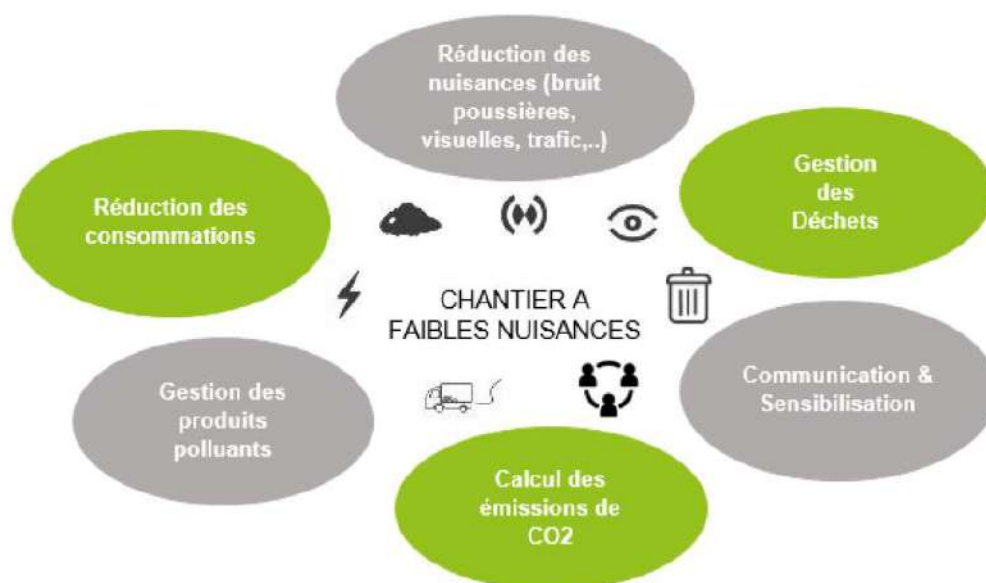 Réduction des
nuisances (bruit
poussières,
visuelles, trafic,..)
Réduction des
consommations
Gestion
des
Déchets
CHANTIER A
FAIBLES NUISANCES
Gestion des
produits
polluants
Communication &
Sensibilisation
Calcul des
émissions de
CO2